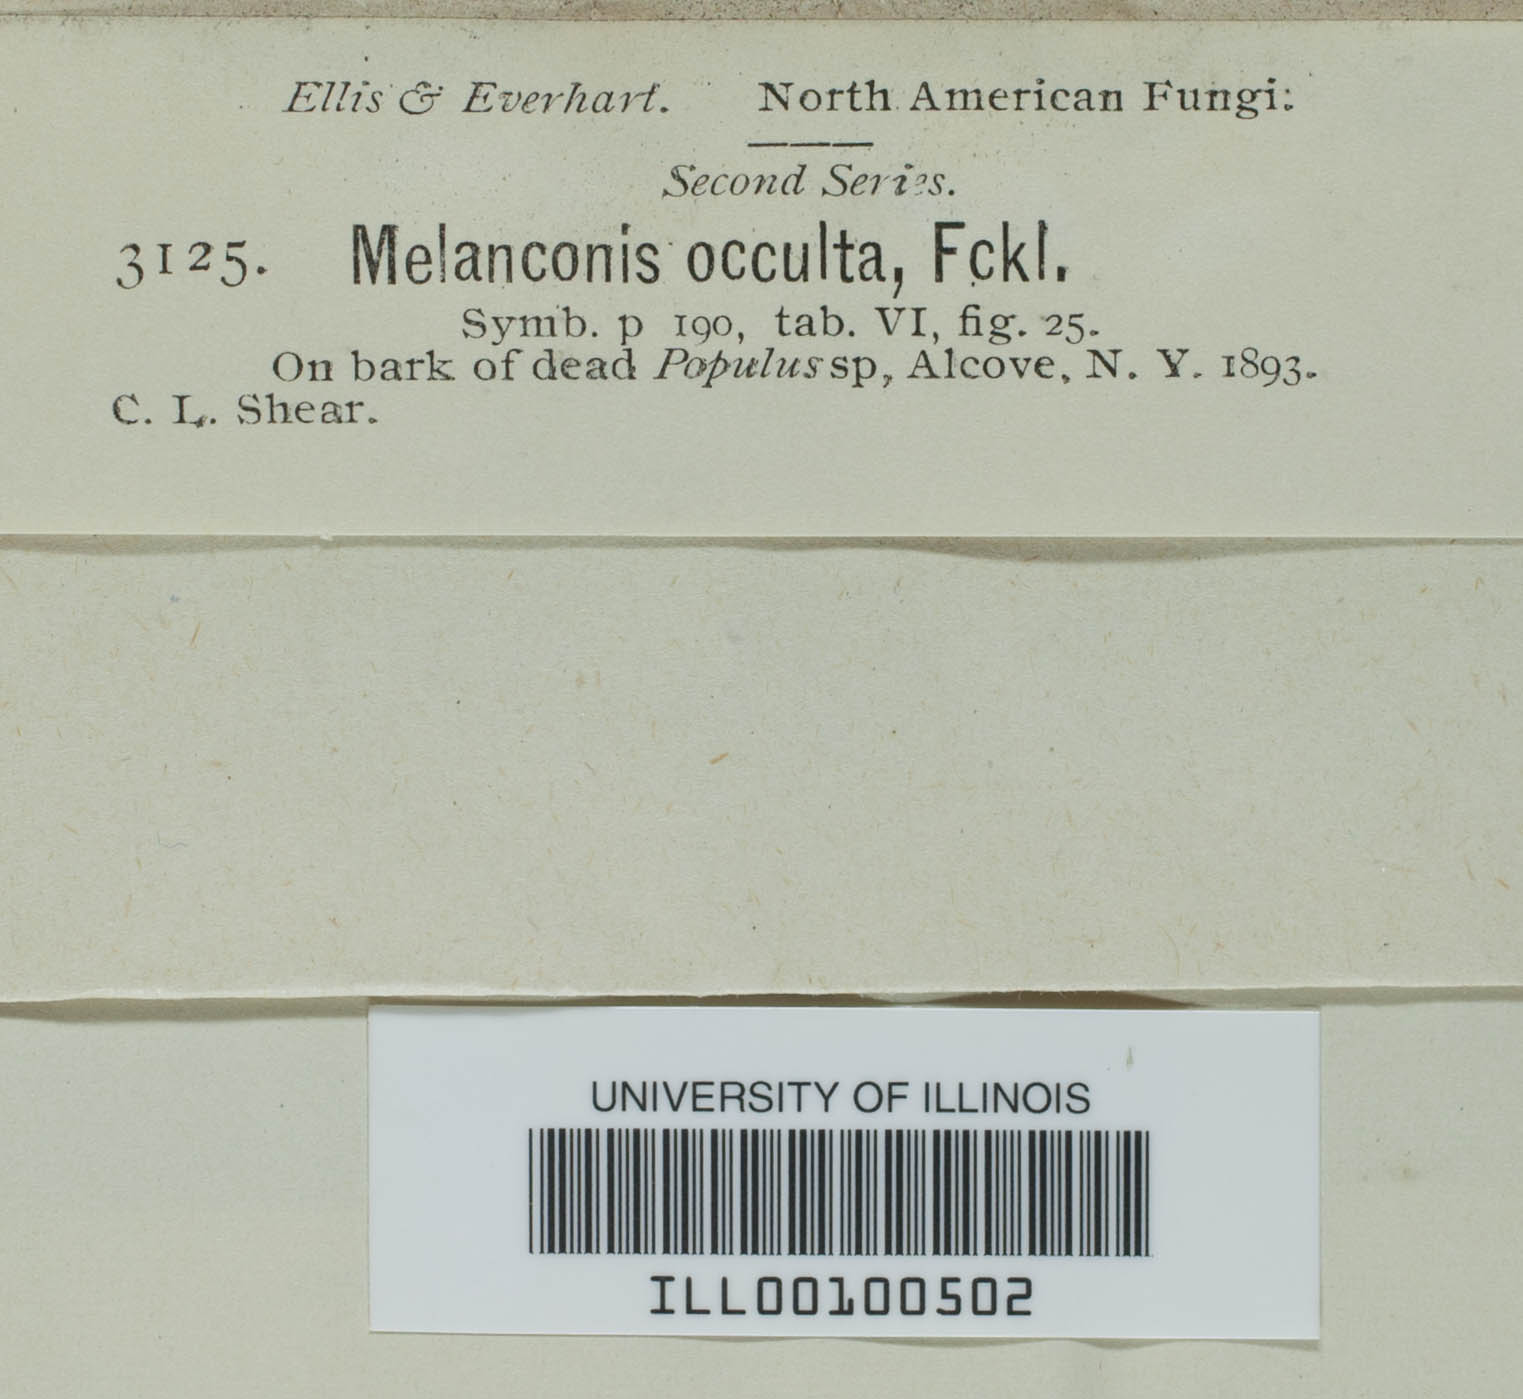 Ellis & Everhart. North American Fungi.
Second Series.
3125. Melanconis occulta, Fckl.
Symb. p 190, tab. VI, fig. 25.
On bark of dead Populus sp, Alcove, N. Y. 1893.
C. L. Shear.
UNIVERSITY OF ILLINOIS
ILL00100502